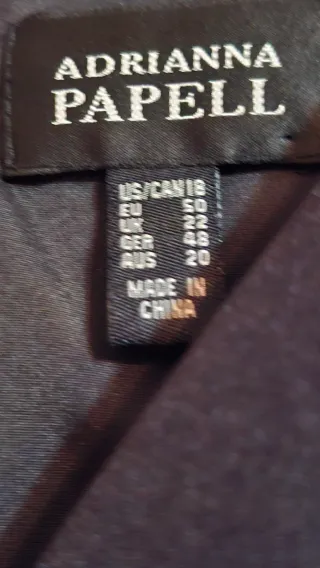 ADRIANNA
PAPELL
US/CAN 18
EU 50
UK 22
GER 48
AUS 20
MADE IN
CHINA